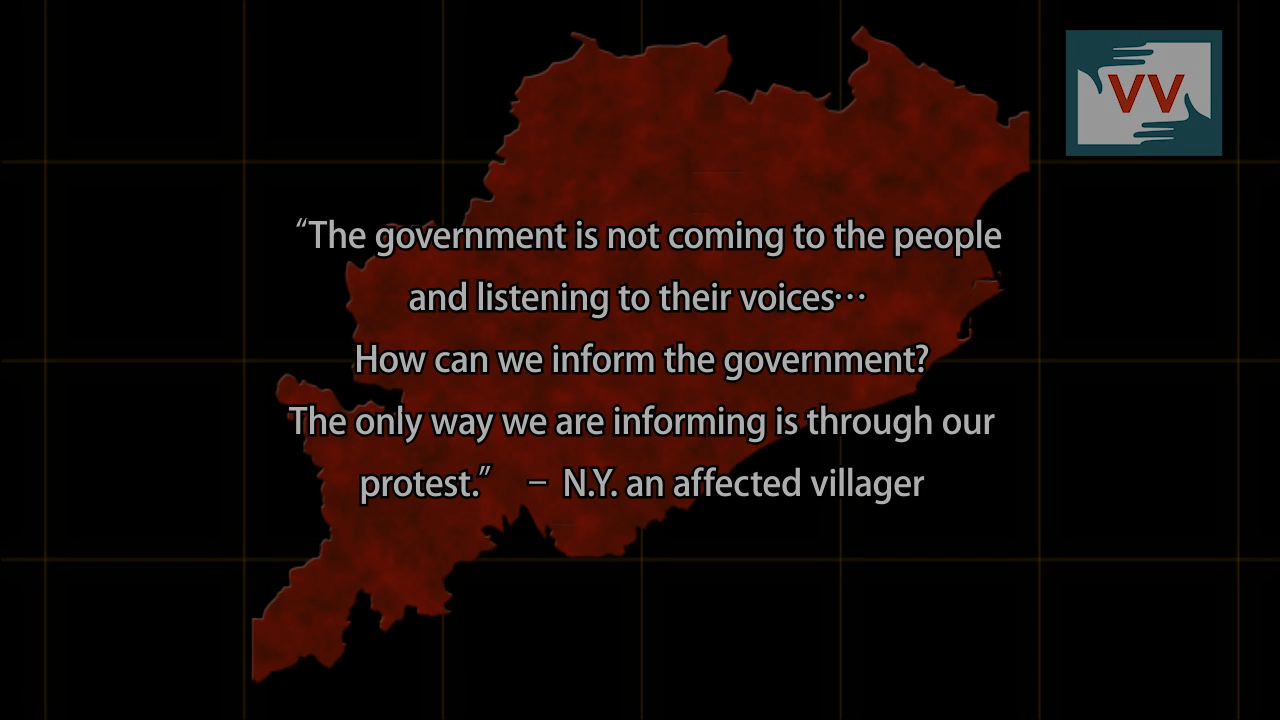 VV
“The government is not coming to the people
and listening to their voices…
How can we inform the government?
The only way we are informing is through our
protest.” – N.Y. an affected villager